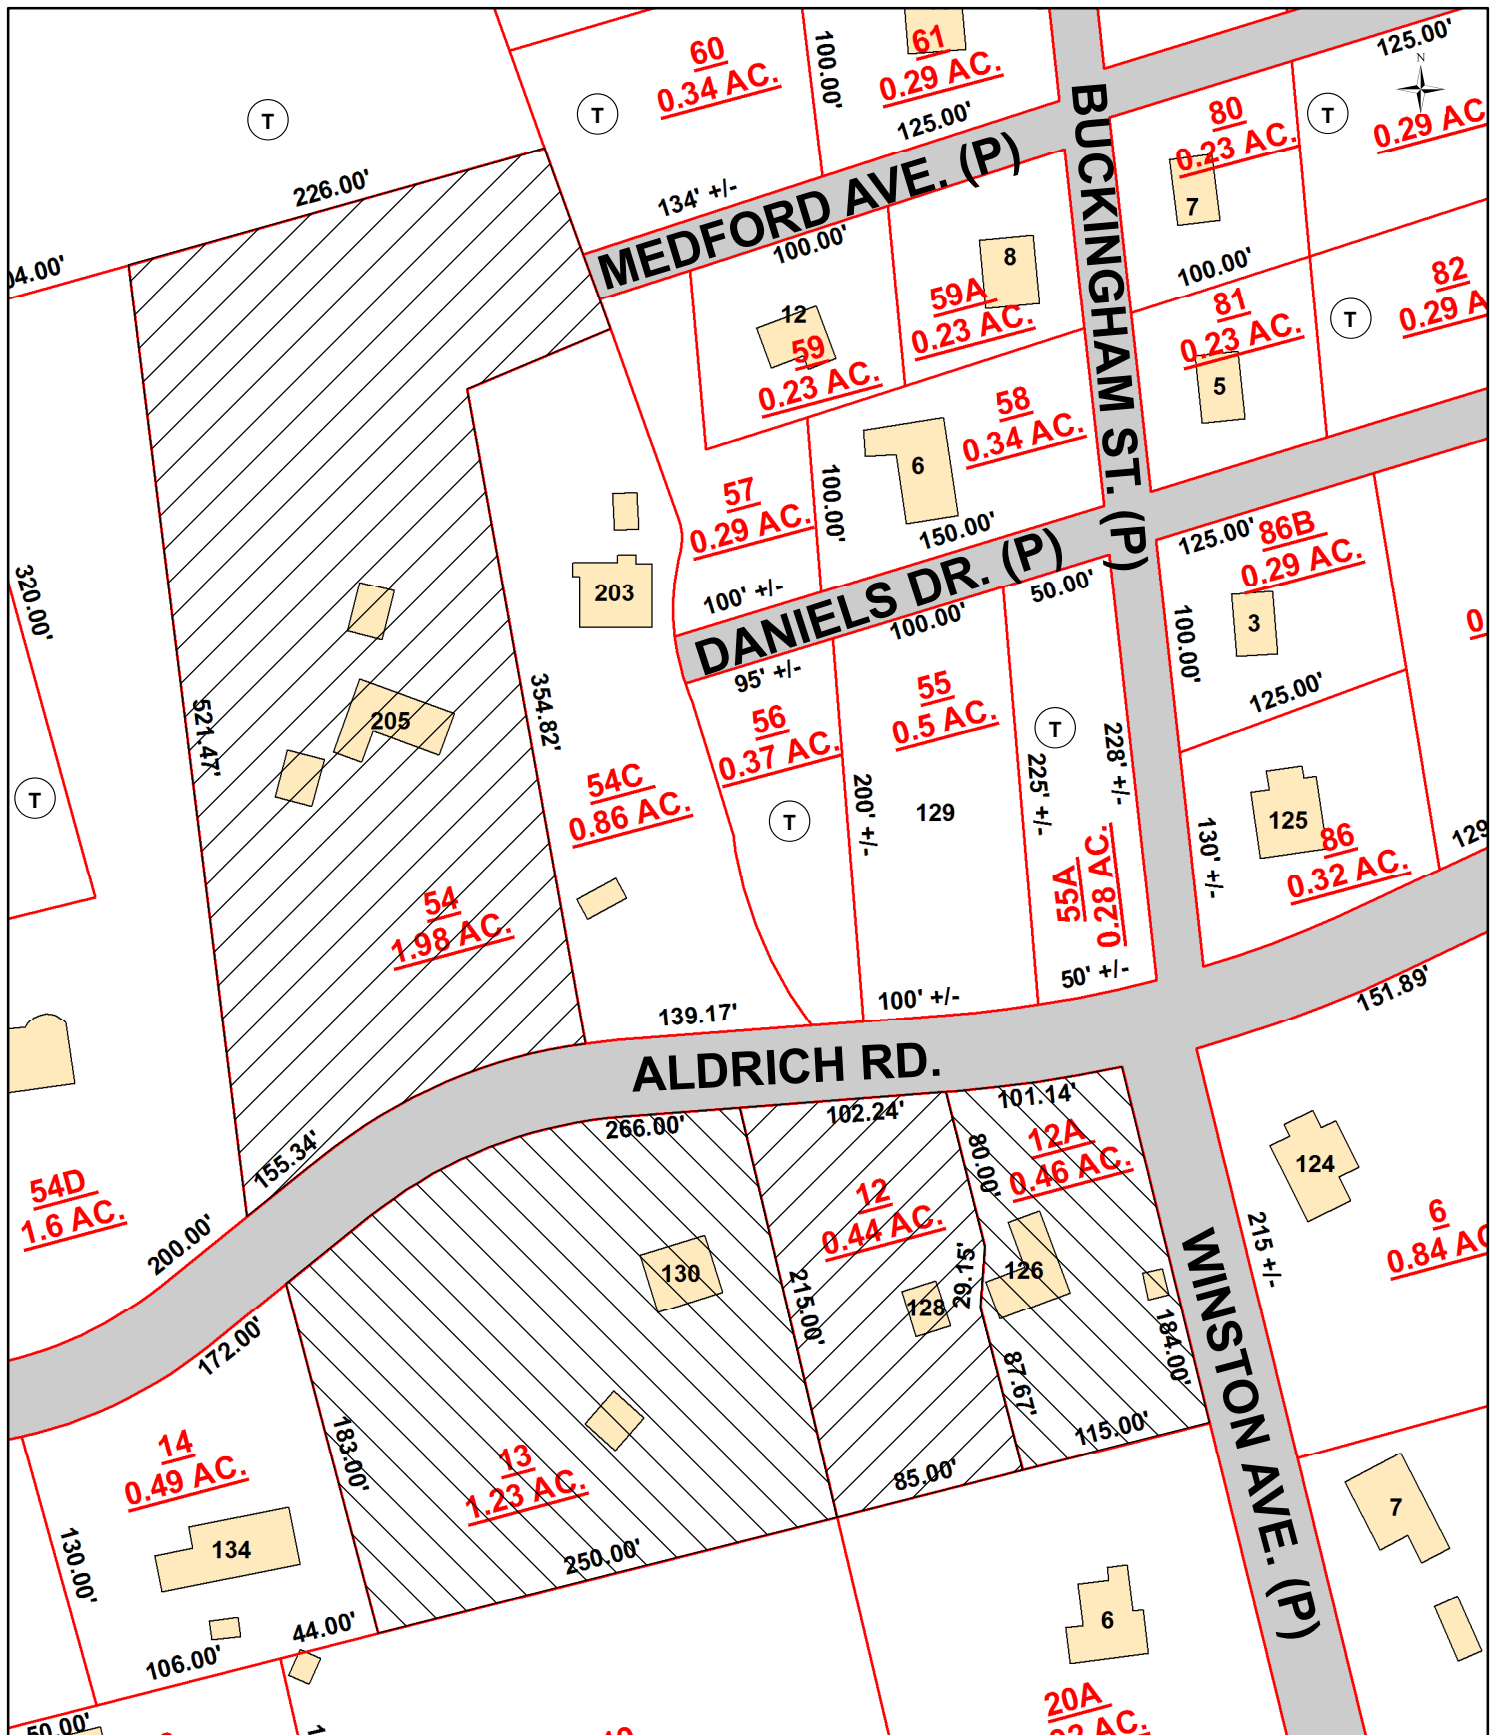 60
0.34 AC.
100.00'
61
0.29 AC.
125.00'
125.00'
N
T
T
T
80
0.23 AC.
7
0.29 AC
226.00'
134' +/-
MEDFORD AVE. (P)
BUCKINGHAM ST. (P)
100.00'
8
59A
0.23 AC.
100.00'
81
0.23 AC.
5
T
82
0.29 A
04.00'
12
59
0.23 AC.
58
0.34 AC.
6
150.00'
57
0.29 AC.
100.00'
100' +/-
DANIELS DR. (P)
100.00'
50.00'
125.00'
86B
0.29 AC.
3
100.00'
125.00'
0
320.00'
203
205
521.47'
354.82'
95' +/-
56
0.37 AC.
T
55
0.5 AC.
T
129
200' +/-
225' +/-
228' +/-
55A
0.28 AC.
50' +/-
130' +/-
125
86
0.32 AC.
129
T
54C
0.86 AC.
54
1.98 AC.
139.17'
100' +/-
151.89'
ALDRICH RD.
266.00'
102.24'
101.14'
155.34'
54D
1.6 AC.
200.00'
172.00'
12
0.44 AC.
80.00'
12A
0.46 AC.
124
6
0.84 AC
215 +/-
WINSTON AVE. (P)
130
215.00'
128
29.15'
126
87.67'
184.00'
115.00'
85.00'
14
0.49 AC.
183.00'
13
1.23 AC.
250.00'
134
130.00'
44.00'
106.00'
50.00'
7
6
20A